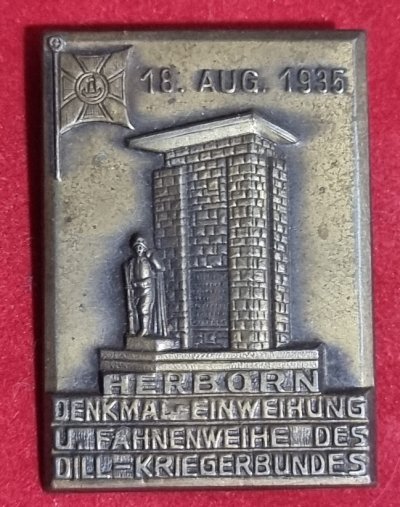 18. AUG. 1935
HERBORN
DENKMAL-EINWEIHUNG
U. FAHNENWEIHE DES
DILL-KRIEGERBUNDES